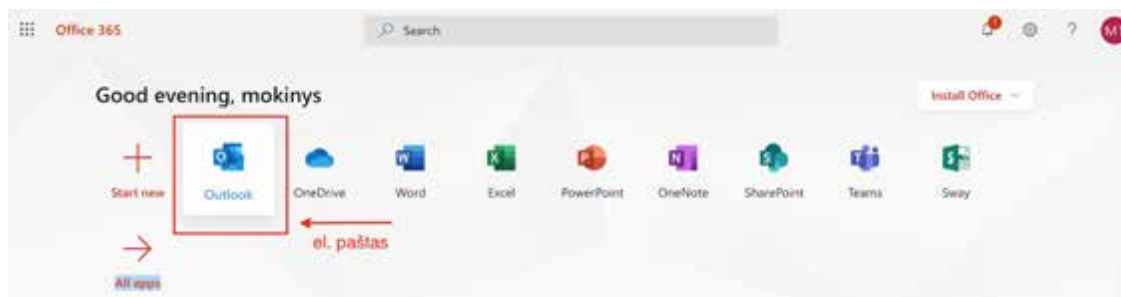 Office 365
Search
Good evening, mokinys
Install Office
Start new
Outlook
OneDrive
Word
Excel
PowerPoint
OneNote
SharePoint
Teams
Sway
el. paštas
All apps